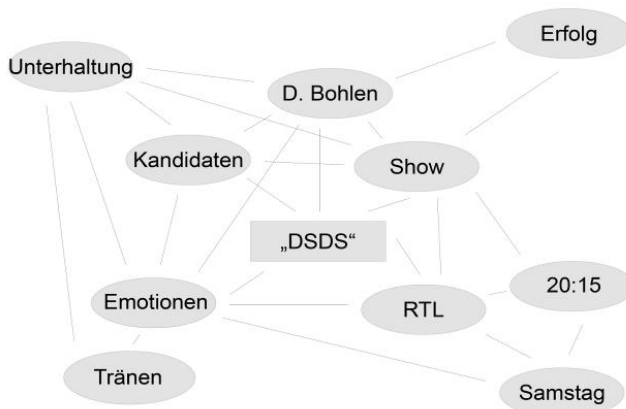 Erfolg
Unterhaltung
D. Bohlen
Kandidaten
Show
„DSDS“
20:15
Emotionen
RTL
Tränen
Samstag